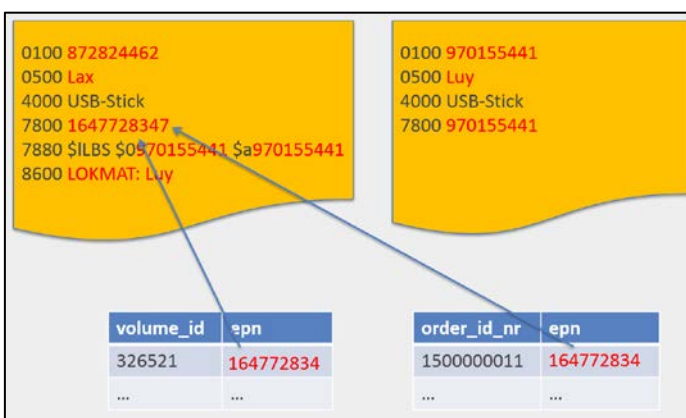 0100 872824462
0500 Lax
4000 USB-Stick
7800 1647728347
7880 $lLBS $0970155441 $a970155441
8600 LOKMAT: Luy
0100 970155441
0500 Luy
4000 USB-Stick
7800 970155441
volume_id epn
326521 164772834
... ...
order_id_nr epn
1500000011 164772834
... ...